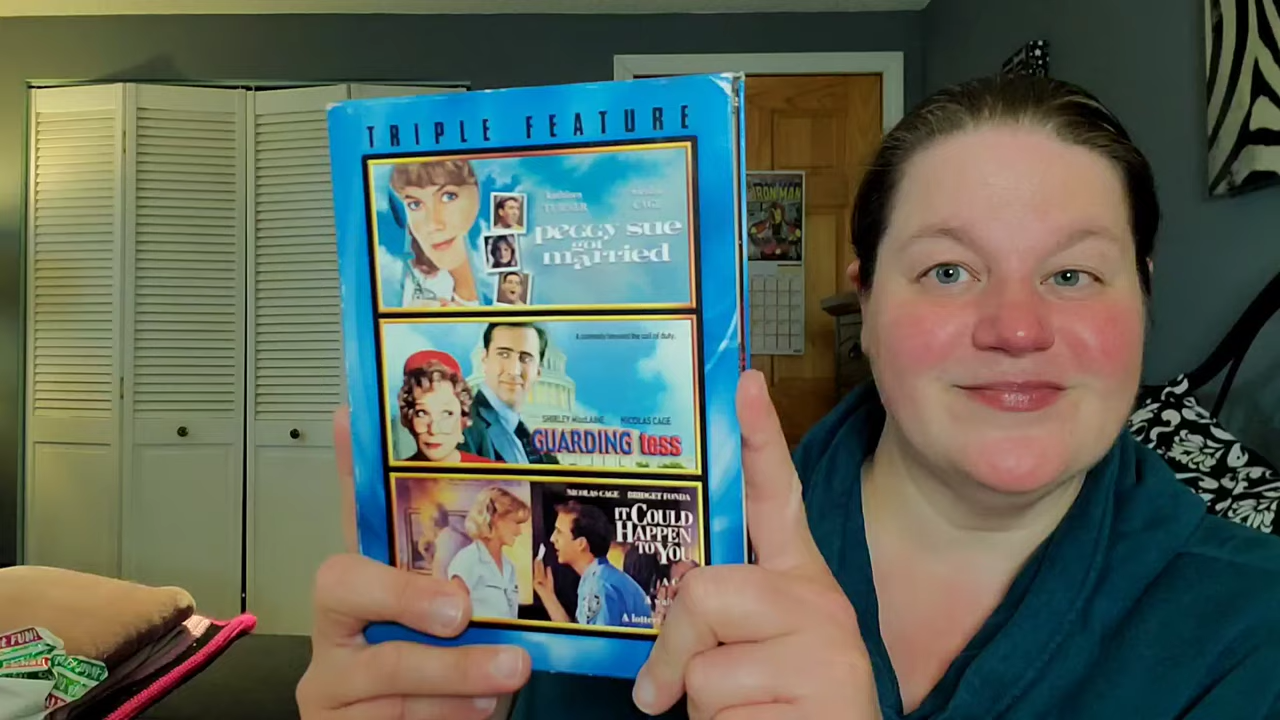 TRIPLE FEATURE
Kathleen TURNER
Nicolas CAGE
peggy sue
got
married
A comedy beyond the call of duty.
SHIRLEY MacLAINE NICOLAS CAGE
GUARDING tess
NICOLAS CAGE BRIDGET FONDA
IT COULD
HAPPEN
TO YOU
IRON MAN
FUN!